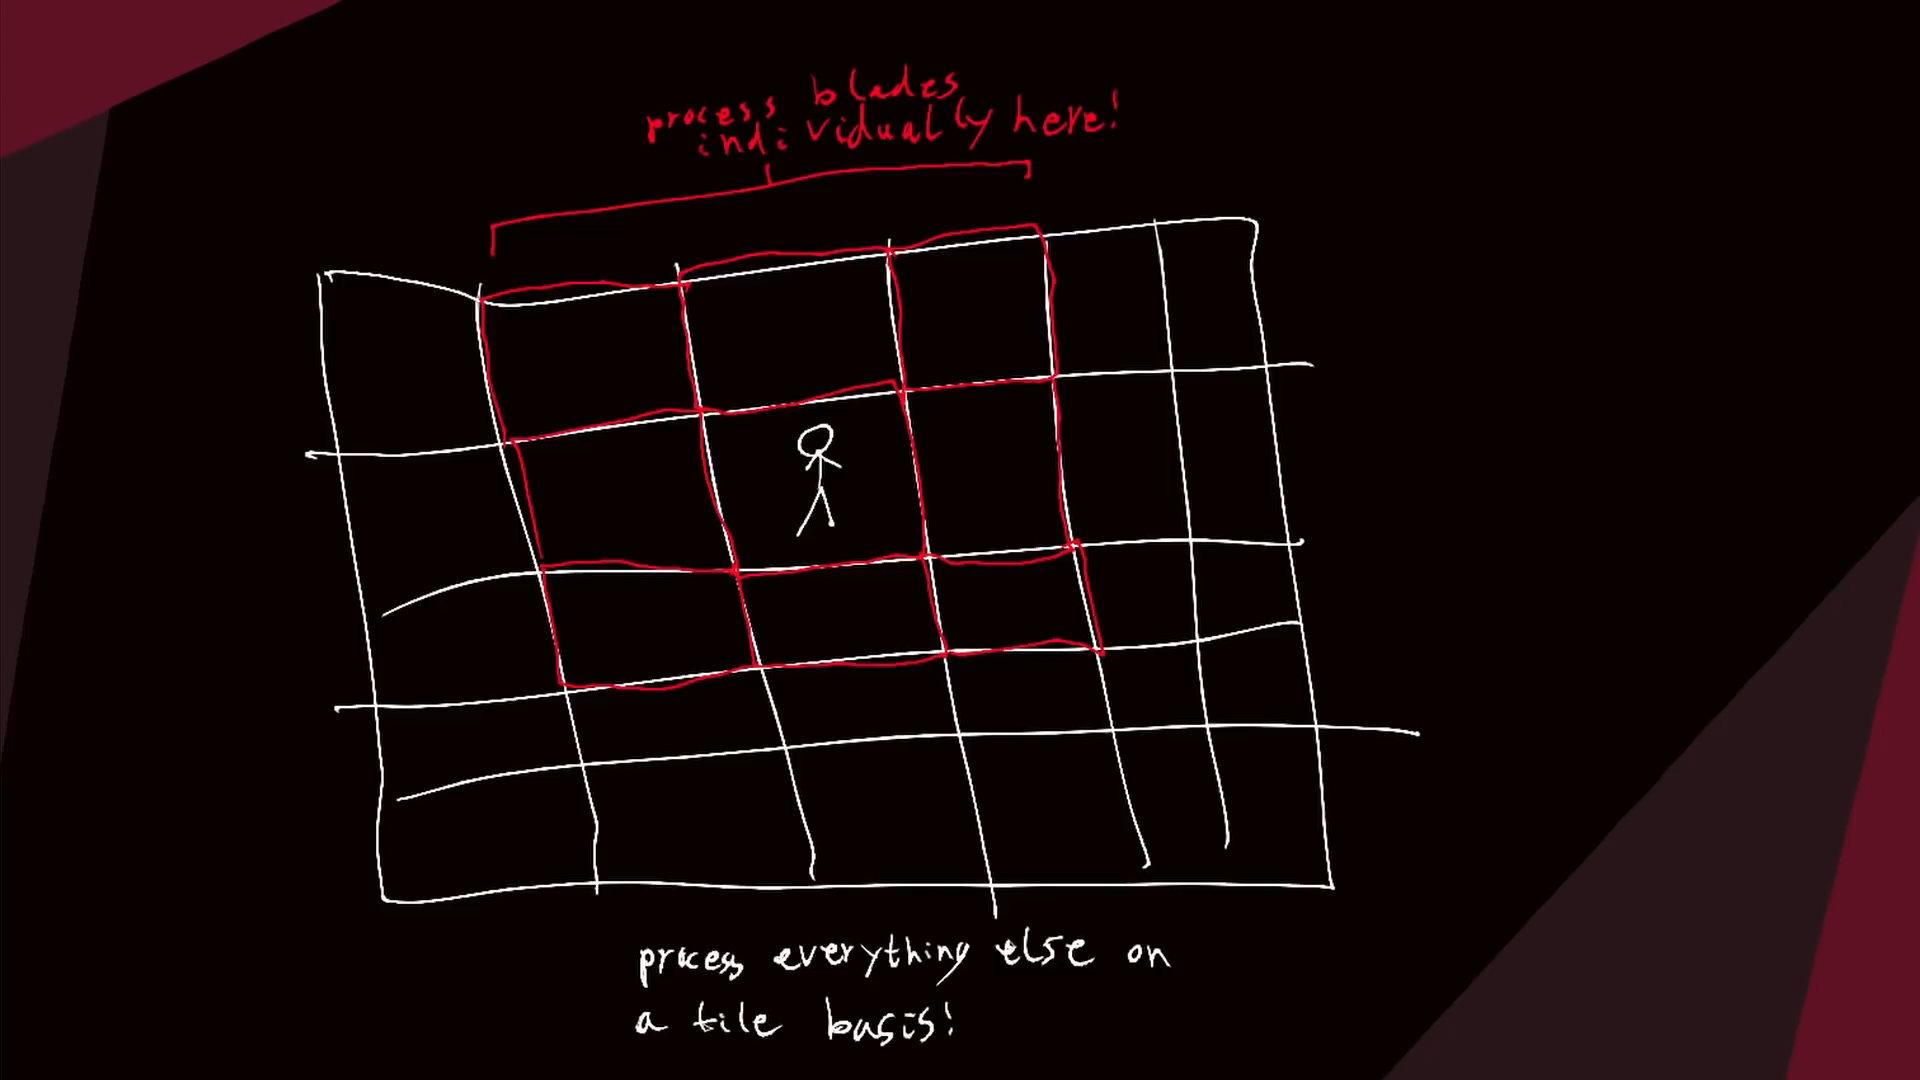 process blades
individually here!
process everything else on
a tile basis!